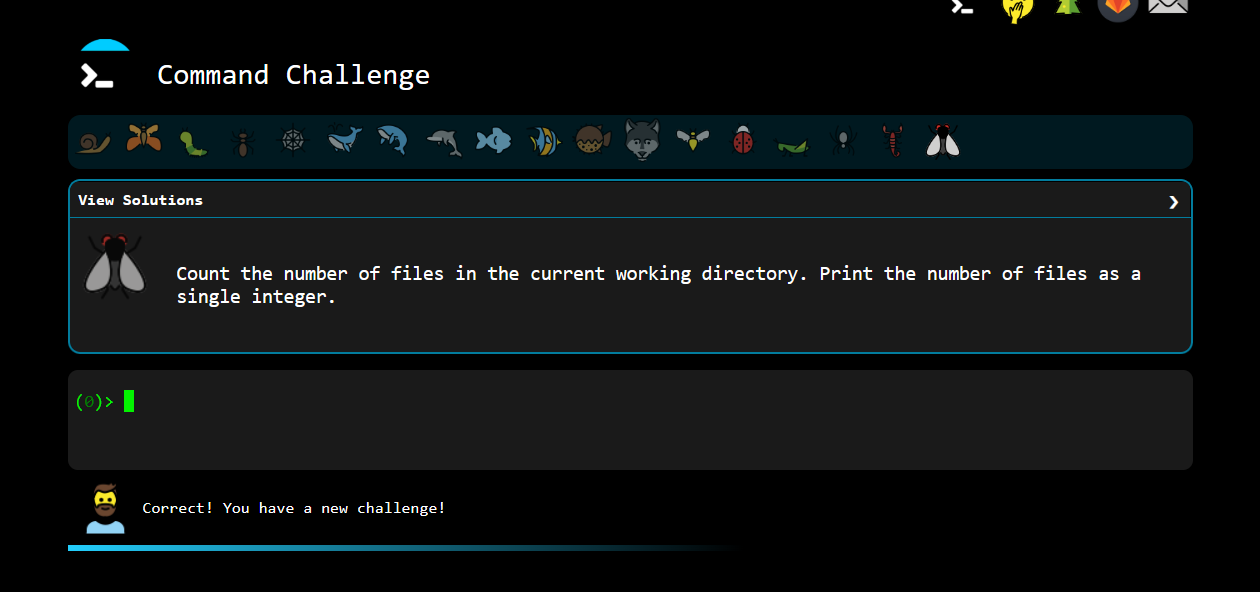 Command Challenge
View Solutions
Count the number of files in the current working directory. Print the number of files as a
single integer.
(0)>
Correct! You have a new challenge!